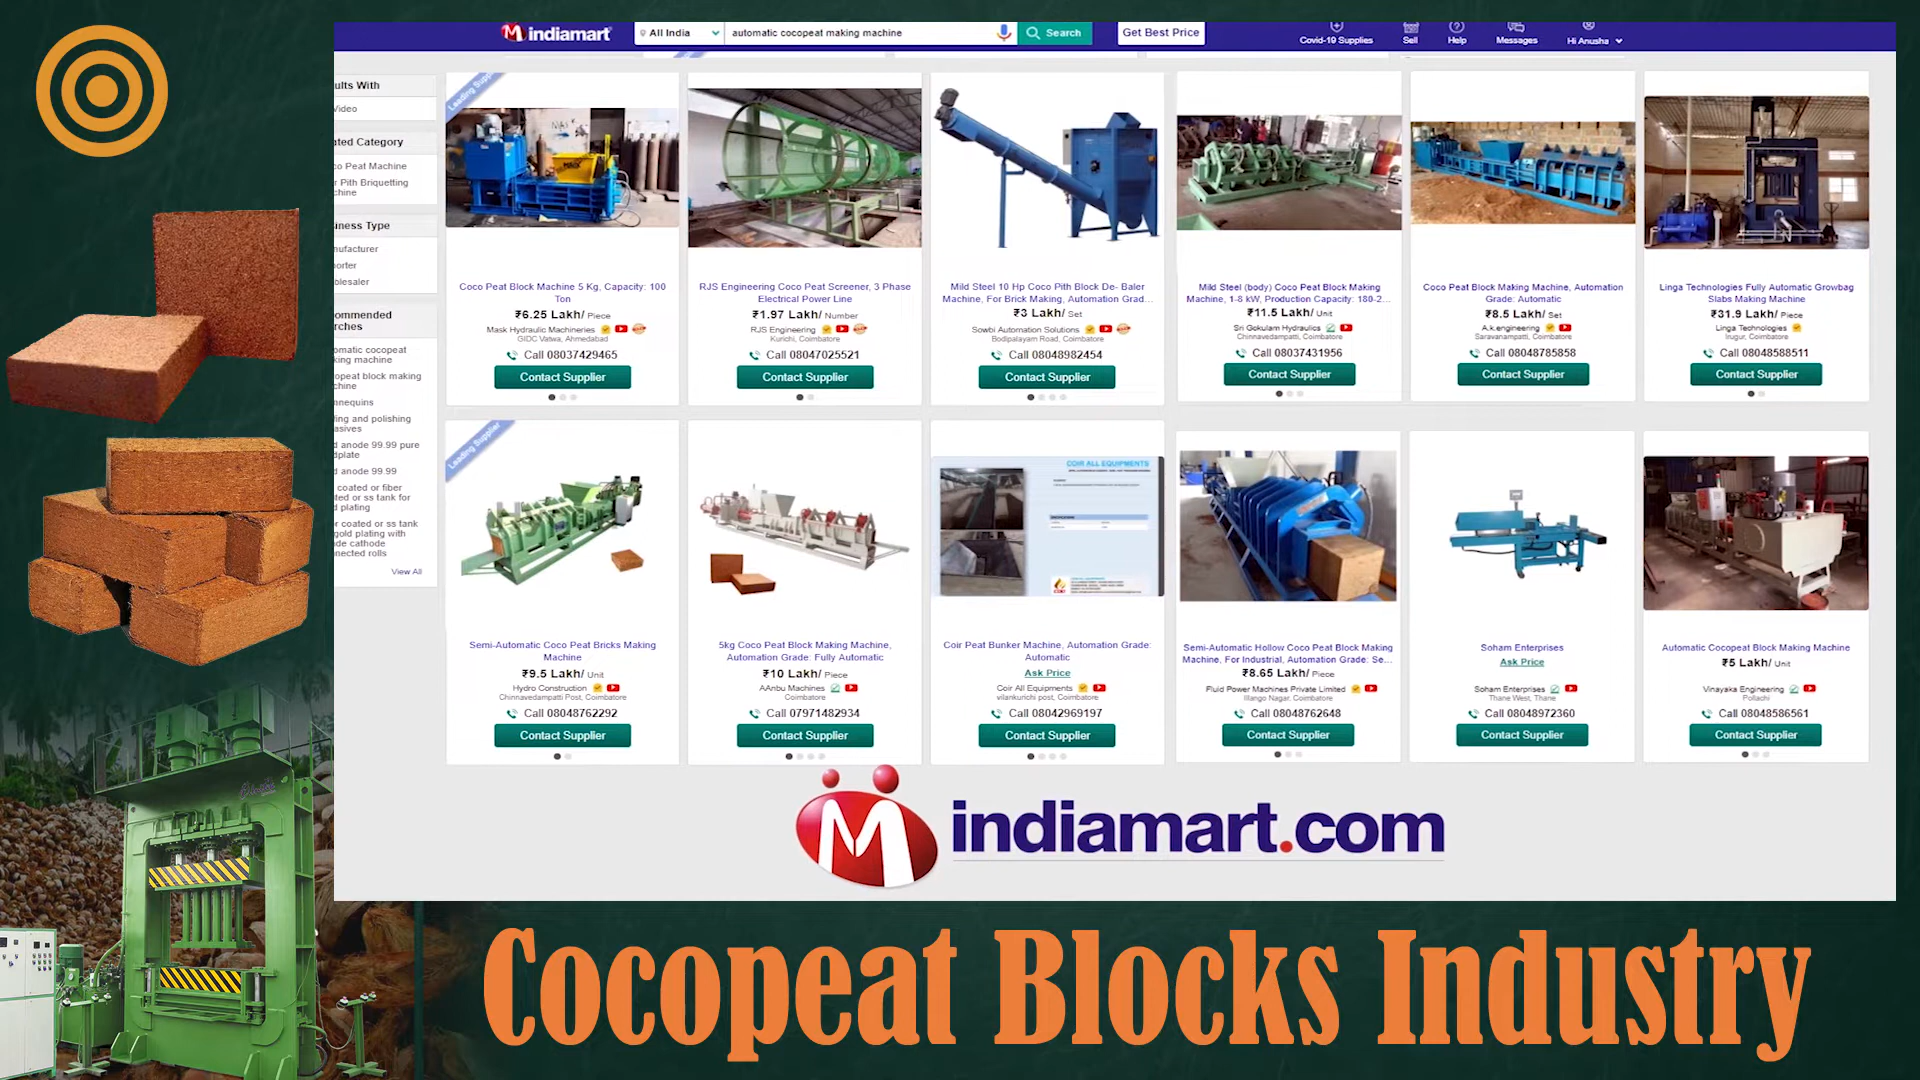 indiamart
All India
automatic cocopeat making machine
Search
Get Best Price
Covid-19 Supplies
Sell
Help
Messages
Hi Anusha
ults With
Video
ated Category
co Peat Machine
r Pith Briquetting
chine
iness Type
nufacturer
orter
lesaler
ommended
rches
omatic cocopeat
king machine
opeat block making
chine
nnequins
ing and polishing
asives
d anode 99.99 pure
dplate
d anode 99.99
coated or fiber
ted or ss tank for
d plating
r coated or ss tank
gold plating with
de cathode
nected rolls
View All
Leading Supplier
Coco Peat Block Machine 5 Kg, Capacity: 100
Ton
₹6.25 Lakh/ Piece
Mask Hydraulic Machineries
GIDC Vatwa, Ahmedabad
Call 08037429465
Contact Supplier
RJS Engineering Coco Peat Screener, 3 Phase
Electrical Power Line
₹1.97 Lakh/ Number
RJS Engineering
Kurichi, Coimbatore
Call 08047025521
Contact Supplier
Mild Steel 10 Hp Coco Pith Block De- Baler
Machine, For Brick Making, Automation Grad...
₹3 Lakh/ Set
Sowbi Automation Solutions
Bodipalayam Road, Coimbatore
Call 08048982454
Contact Supplier
Mild Steel (body) Coco Peat Block Making
Machine, 1-8 kW, Production Capacity: 180-2...
₹11.5 Lakh/ Unit
Sri Gokulam Hydraulics
Chinnavedampatti, Coimbatore
Call 08037431956
Contact Supplier
Coco Peat Block Making Machine, Automation
Grade: Automatic
₹8.5 Lakh/ Set
A.k.engineering
Saravanampatti, Coimbatore
Call 08048785858
Contact Supplier
Linga Technologies Fully Automatic Growbag
Slabs Making Machine
₹31.9 Lakh/ Piece
Linga Technologies
Irugur, Coimbatore
Call 08048588511
Contact Supplier
Leading Supplier
Semi-Automatic Coco Peat Bricks Making
Machine
₹9.5 Lakh/ Unit
Hydro Construction
Chinnavedampatti Post, Coimbatore
Call 08048762292
Contact Supplier
5kg Coco Peat Block Making Machine,
Automation Grade: Fully Automatic
₹10 Lakh/ Piece
AAnbu Machines
Coimbatore
Call 07971482934
Contact Supplier
COIR ALL EQUIPMENTS
Coir Peat Bunker Machine, Automation Grade:
Automatic
Ask Price
Coir All Equipments
vilankurichi post, Coimbatore
Call 08042969197
Contact Supplier
Semi-Automatic Hollow Coco Peat Block Making
Machine, For Industrial, Automation Grade: Se...
₹8.65 Lakh/ Piece
Fluid Power Machines Private Limited
Illango Nagar, Coimbatore
Call 08048762648
Contact Supplier
Soham Enterprises
Ask Price
Soham Enterprises
Thane West, Thane
Call 08048972360
Contact Supplier
Automatic Cocopeat Block Making Machine
₹5 Lakh/ Unit
Vinayaka Engineering
Pollachi
Call 08048586561
Contact Supplier
indiamart.com
Cocopeat Blocks Industry